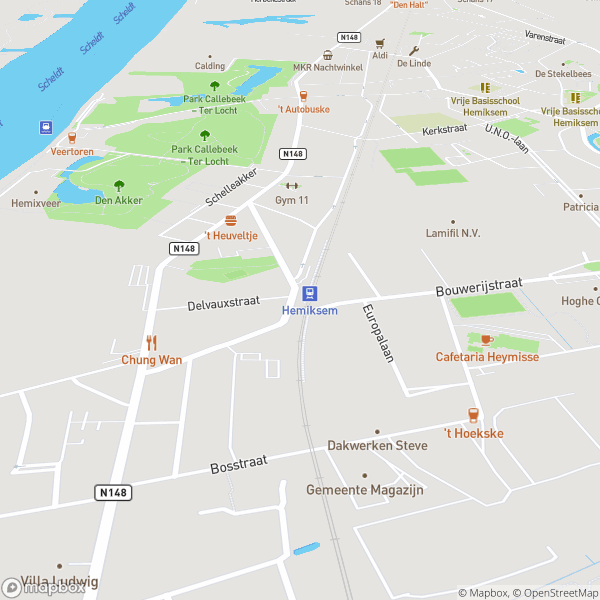 Schans 18
"Den Halt"
Varenstraat
N148
Scheldt
Scheldt
Scheldt
Calding
MKR Nachtwinkel
Aldi
De Linde
De Stekelbees
Park Callebeek
- Ter Locht
't Autobuske
Vrije Basisschool
Hemiksem
Vrije Basisschool
Hemiksem
Veertoren
Park Callebeek
- Ter Locht
Kerkstraat
U.N.O.-laan
N148
Hemixveer
Den Akker
Schelleakker
Gym 11
Patricia
't Heuveltje
Lamifil N.V.
N148
Bouwerijstraat
Hoghe C
Delvauxstraat
Hemiksem
Europalaan
Chung Wan
Cafetaria Heymisse
't Hoekske
Dakwerken Steve
Bosstraat
Gemeente Magazijn
N148
Villa Ludwig
mapbox
© Mapbox, © OpenStreetMap